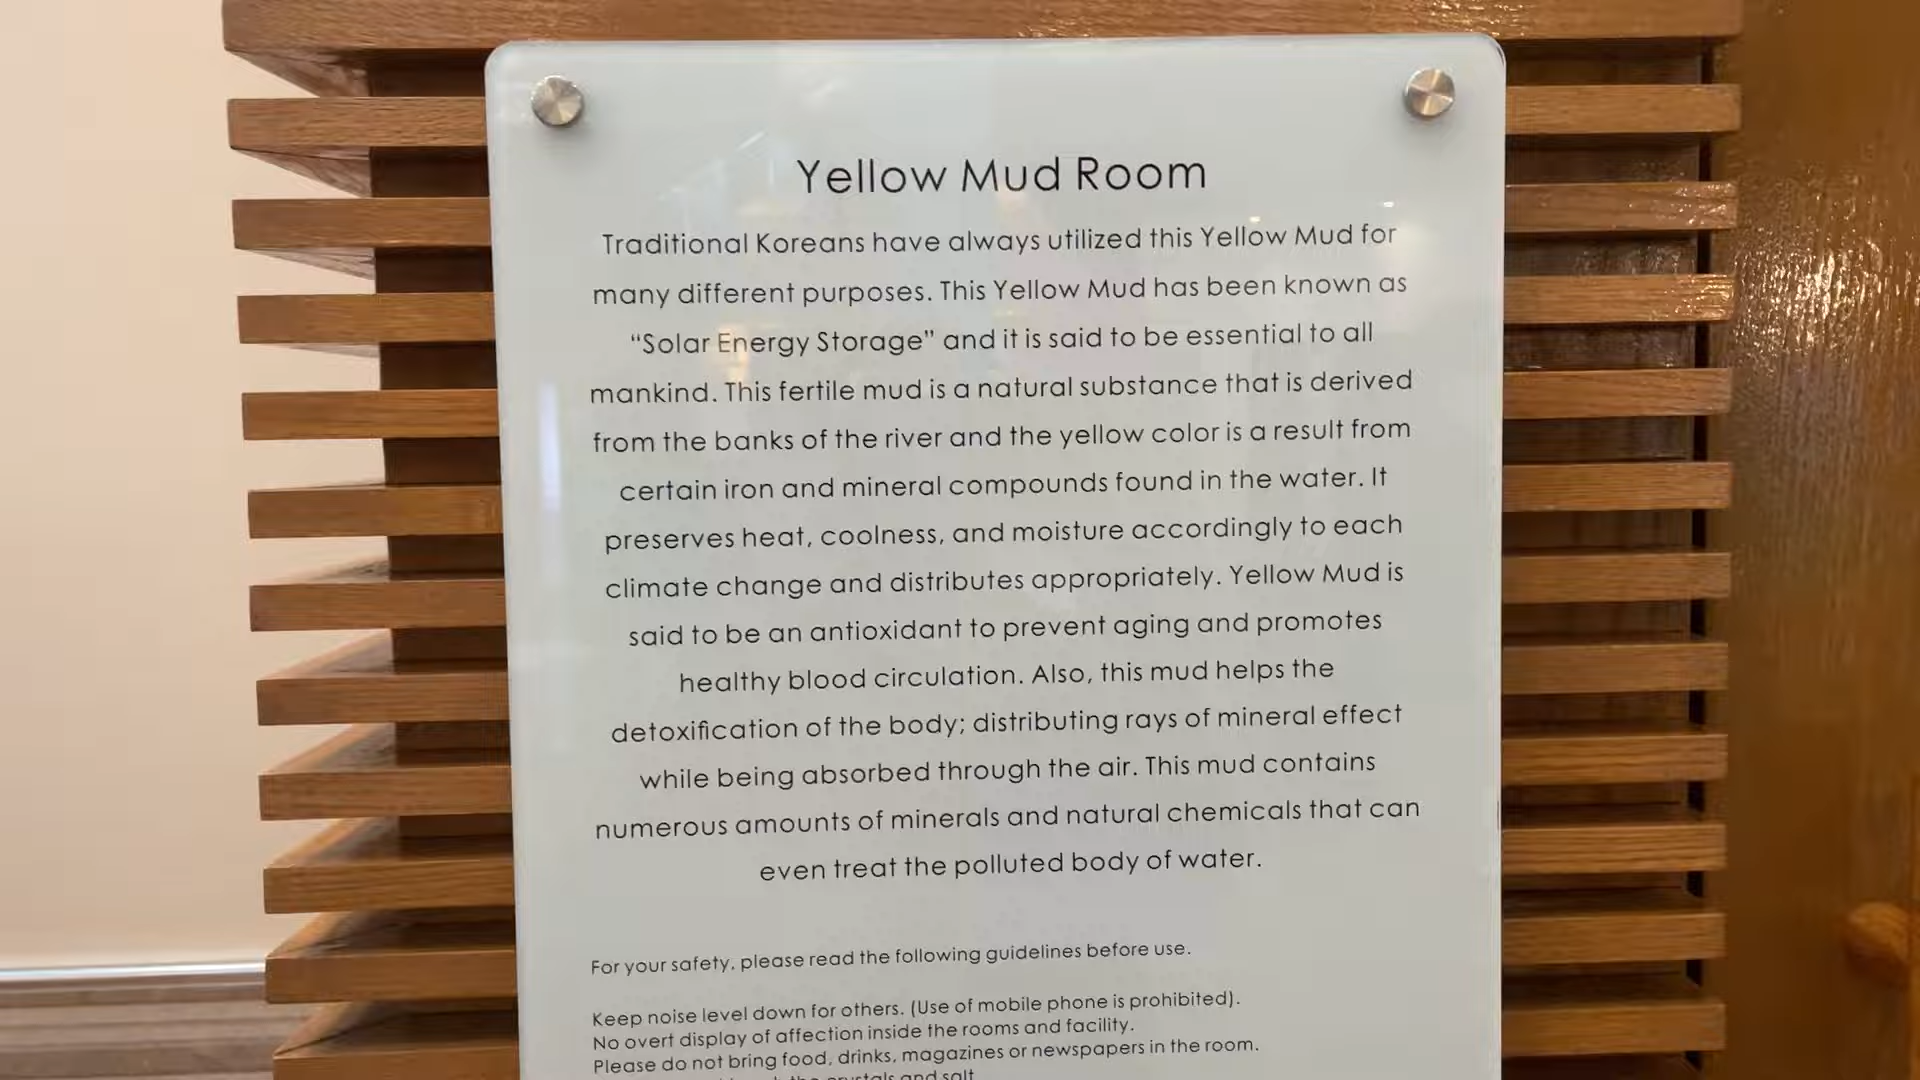 Yellow Mud Room
Traditional Koreans have always utilized this Yellow Mud for
many different purposes. This Yellow Mud has been known as
“Solar Energy Storage” and it is said to be essential to all
mankind. This fertile mud is a natural substance that is derived
from the banks of the river and the yellow color is a result from
certain iron and mineral compounds found in the water. It
preserves heat, coolness, and moisture accordingly to each
climate change and distributes appropriately. Yellow Mud is
said to be an antioxidant to prevent aging and promotes
healthy blood circulation. Also, this mud helps the
detoxification of the body; distributing rays of mineral effect
while being absorbed through the air. This mud contains
numerous amounts of minerals and natural chemicals that can
even treat the polluted body of water.
For your safety, please read the following guidelines before use.
Keep noise level down for others. (Use of mobile phone is prohibited).
No overt display of affection inside the rooms and facility.
Please do not bring food, drinks, magazines or newspapers in the room.
the crystals and salt